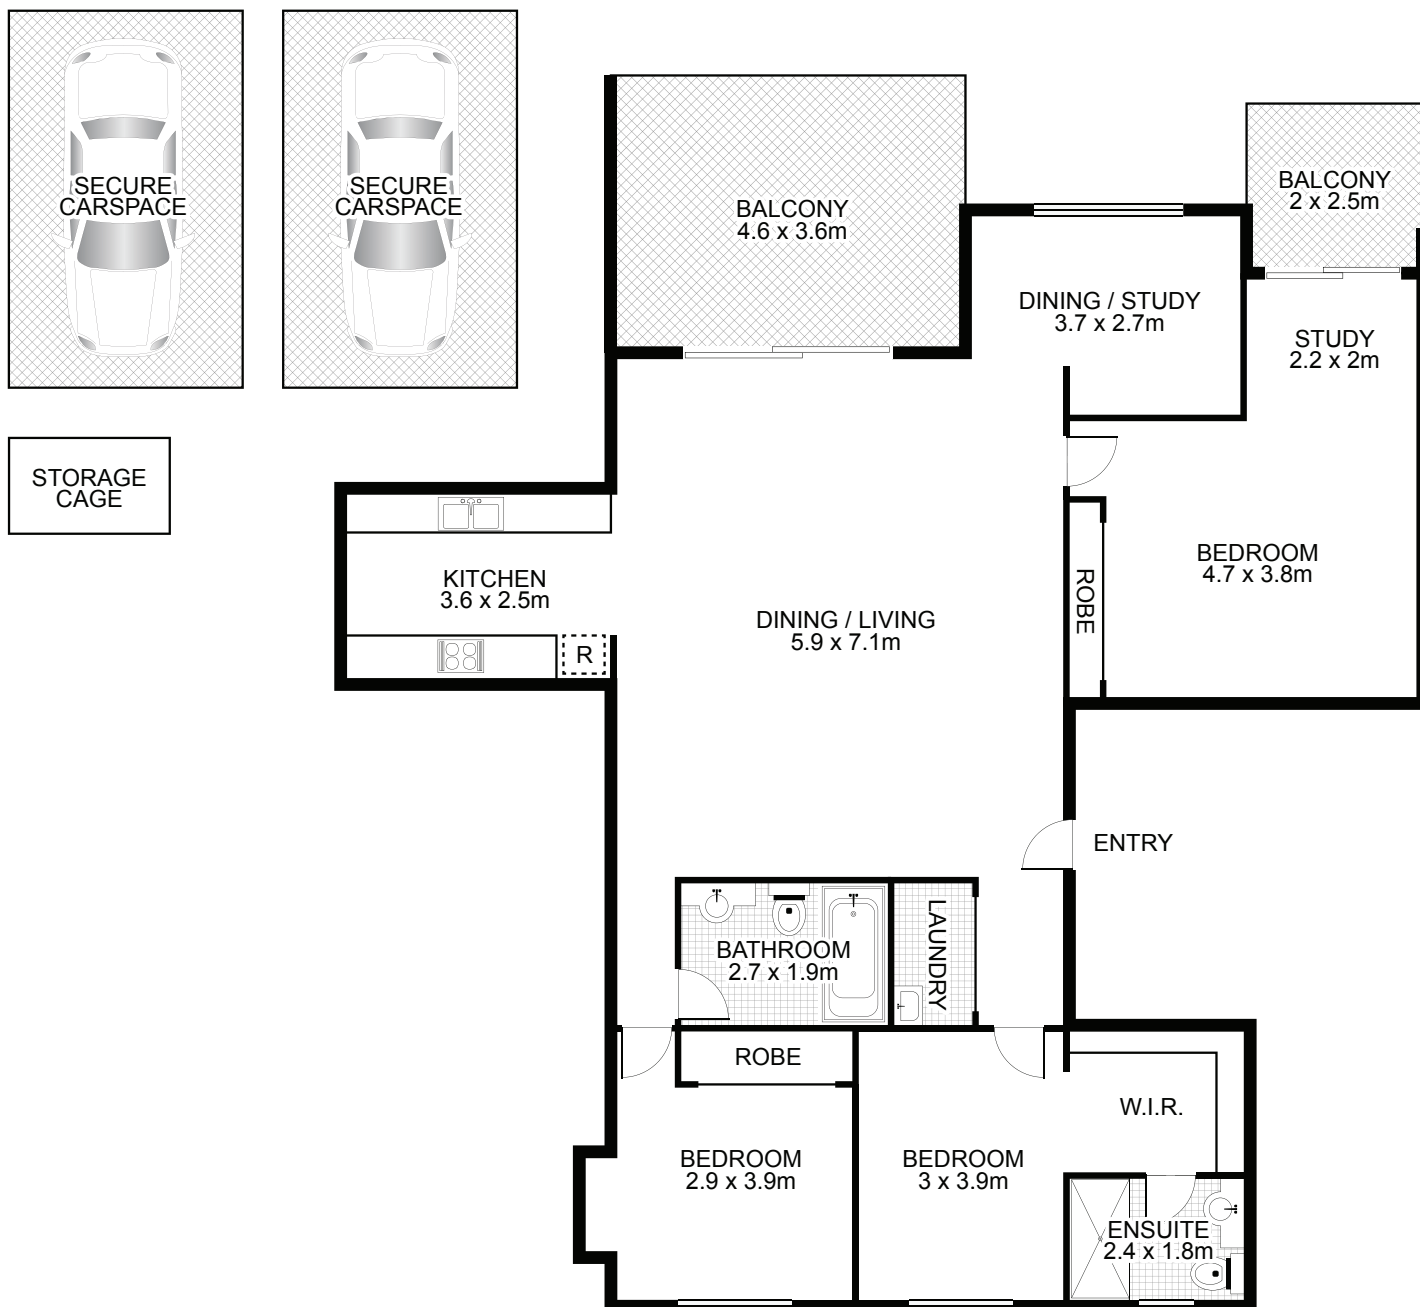 SECURE
CARSPACE
SECURE
CARSPACE
BALCONY
4.6 x 3.6m
BALCONY
2 x 2.5m
DINING / STUDY
3.7 x 2.7m
STUDY
2.2 x 2m
STORAGE
CAGE
KITCHEN
3.6 x 2.5m
R
DINING / LIVING
5.9 x 7.1m
ROBE
BEDROOM
4.7 x 3.8m
ENTRY
BATHROOM
2.7 x 1.9m
LAUNDRY
ROBE
W.I.R.
BEDROOM
2.9 x 3.9m
BEDROOM
3 x 3.9m
ENSUITE
2.4 x 1.8m